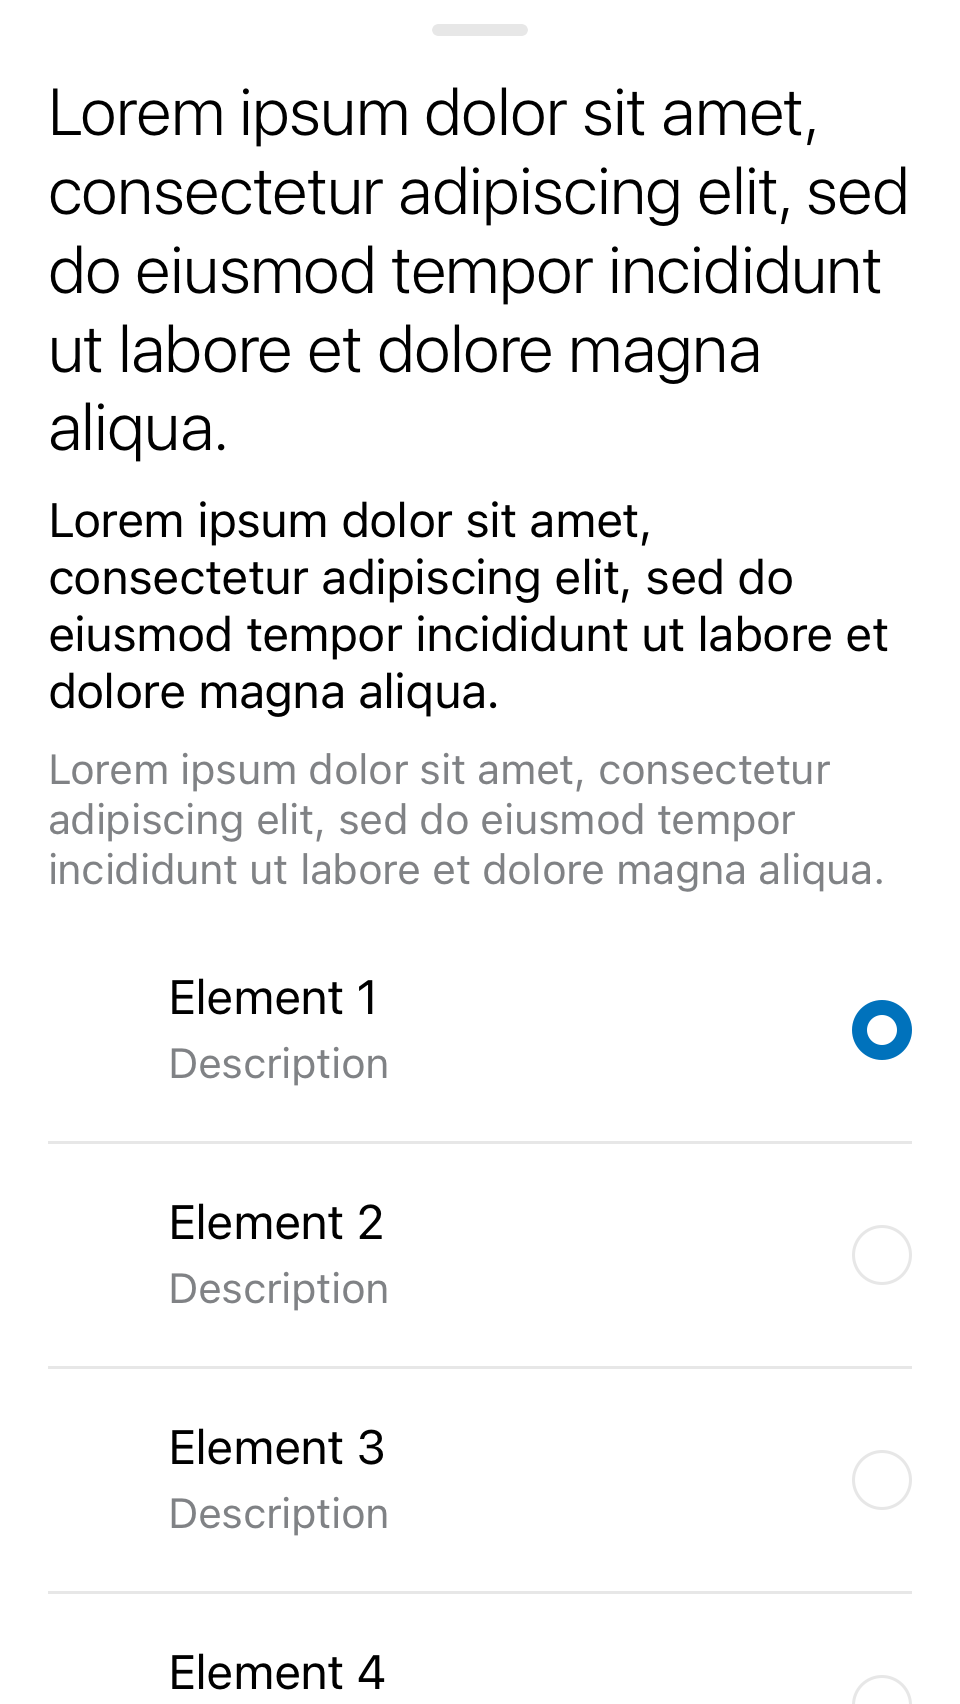 Lorem ipsum dolor sit amet,
consectetur adipiscing elit, sed
do eiusmod tempor incididunt
ut labore et dolore magna
aliqua.
Lorem ipsum dolor sit amet,
consectetur adipiscing elit, sed do
eiusmod tempor incididunt ut labore et
dolore magna aliqua.
Lorem ipsum dolor sit amet, consectetur
adipiscing elit, sed do eiusmod tempor
incididunt ut labore et dolore magna aliqua.
Element 1
Description
Element 2
Description
Element 3
Description
Element 4